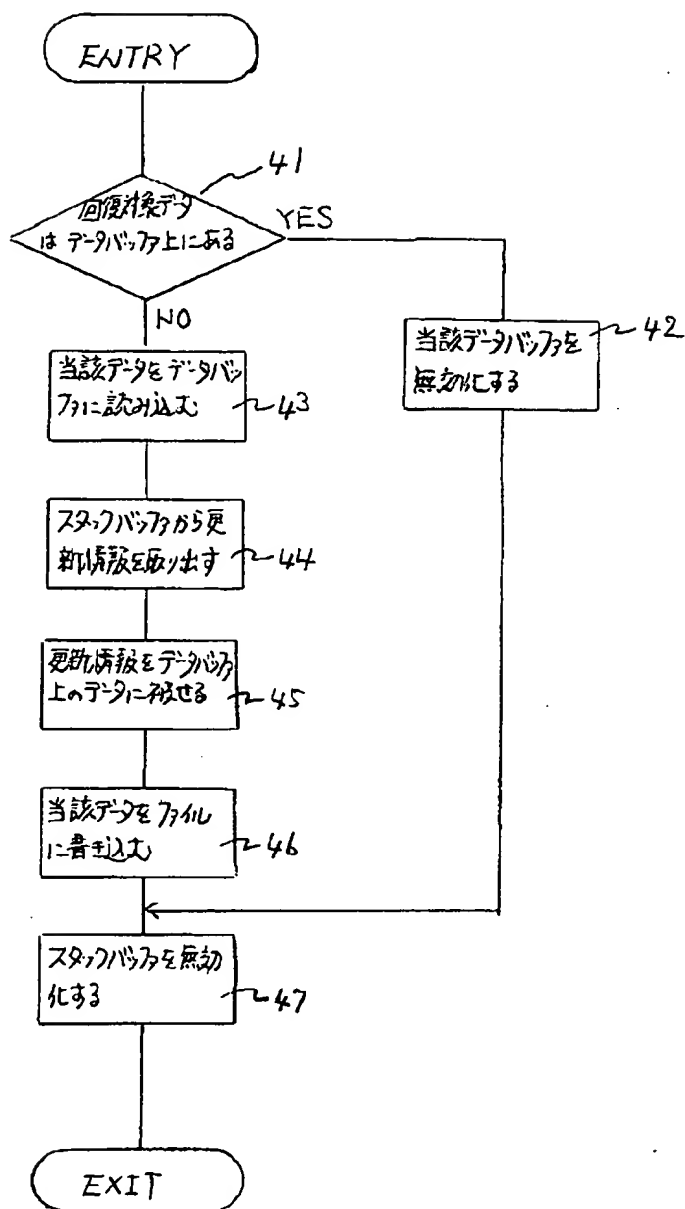 ENTRY
41
回復対象データ
は データバッファ上にある
YES
NO
当該データバッファを
無効化する
42
当該データをデータバッ
ファに読み込む
43
スタックバッファから更
新情報を取り出す
44
更新情報をデータバッファ
上のデータに被せる
45
当該データをファイル
に書き込む
46
スタックバッファを無効
化する
47
EXIT